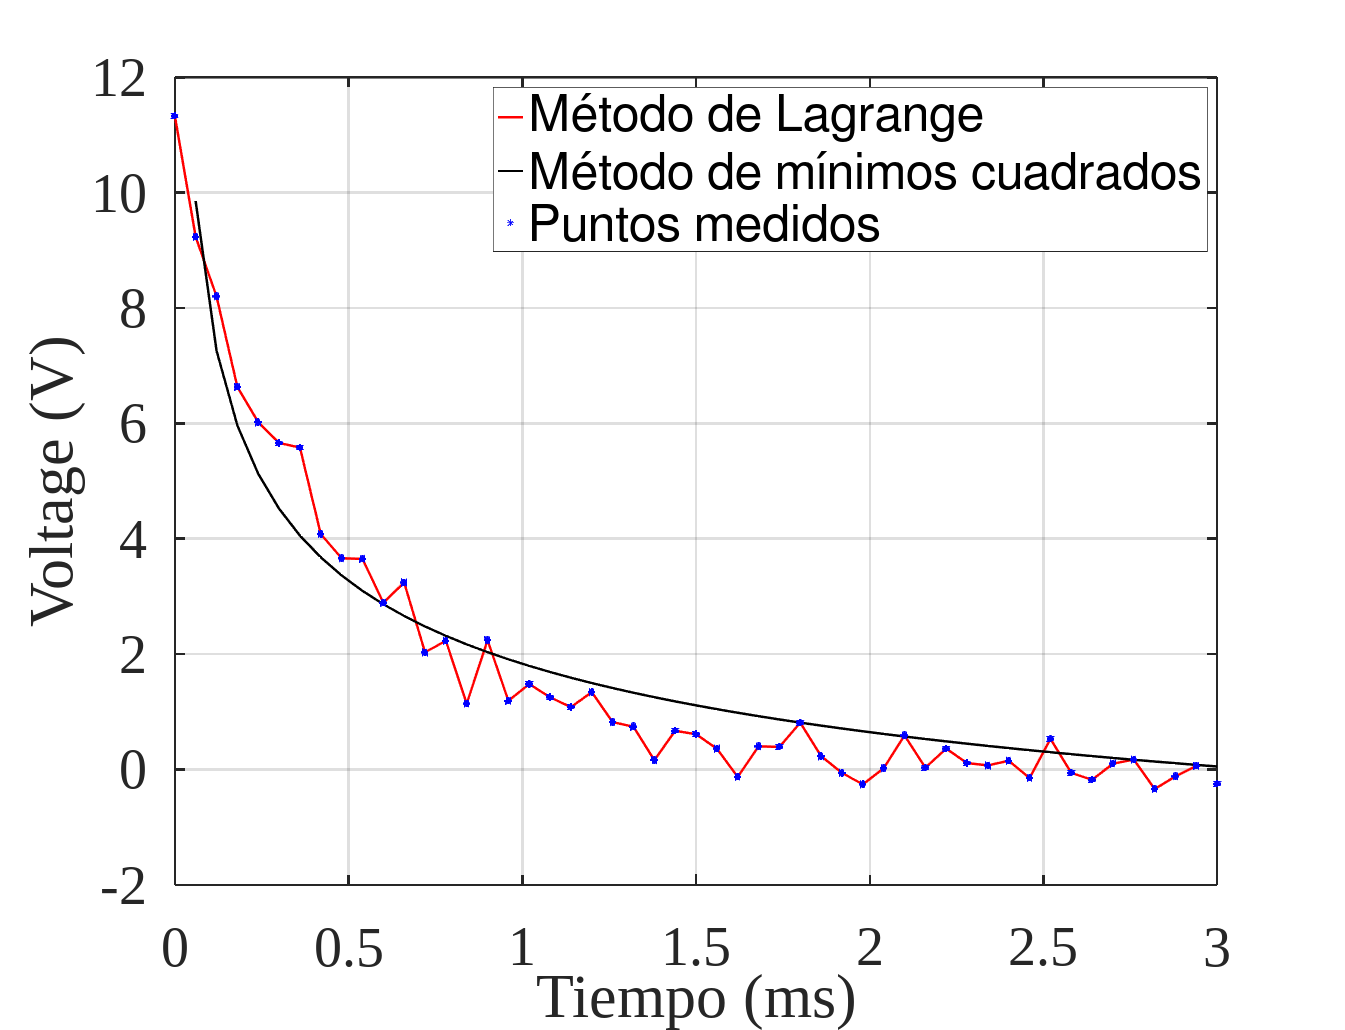 Método de Lagrange
Método de mínimos cuadrados
Puntos medidos
12
10
8
6
4
2
0
-2
Voltage (V)
0 0.5 1 1.5 2 2.5 3
Tiempo (ms)